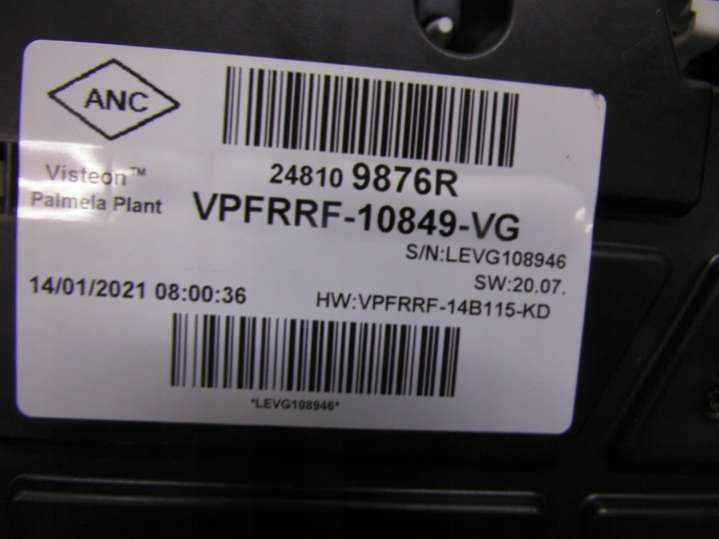 ANC
24810 9876R
Visteon™
Palmela Plant
VPFRRF-10849-VG
S/N:LEVG108946
SW:20.07.
14/01/2021 08:00:36
HW:VPFRRF-14B115-KD
*LEVG108946*